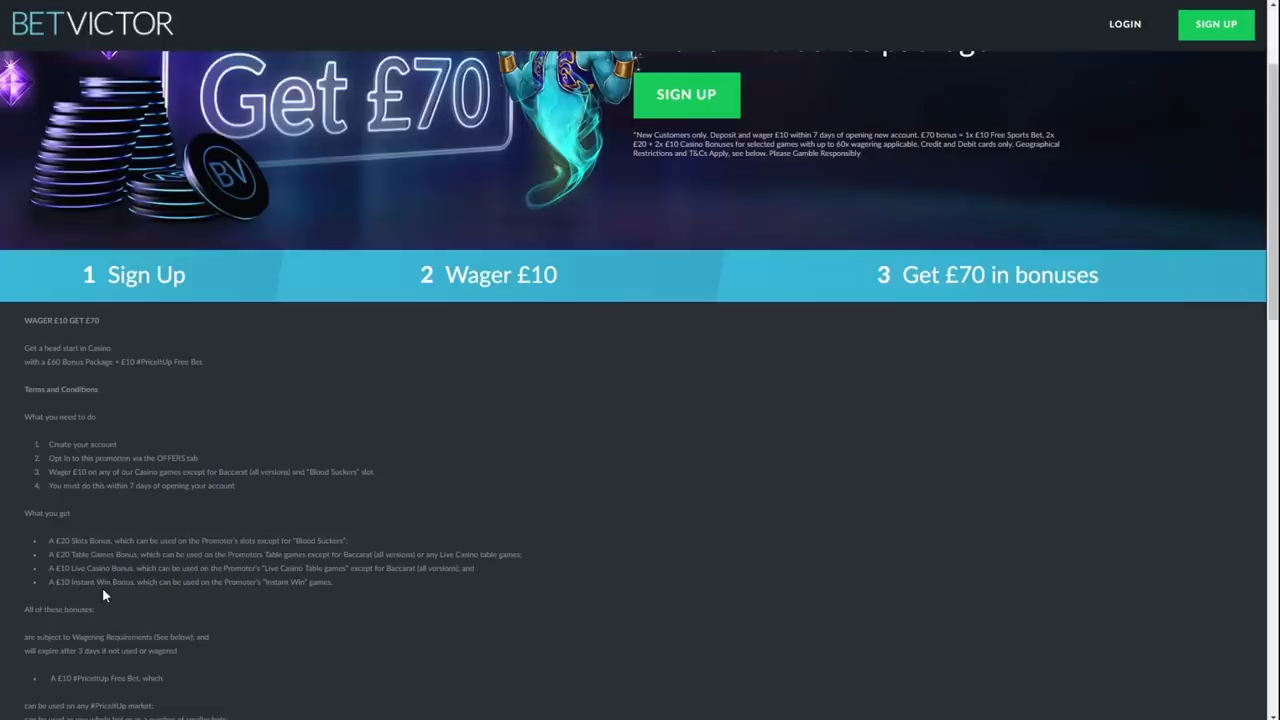 BETVICTOR
LOGIN
SIGN UP
Get £70
SIGN UP
*New Customers only. Deposit and wager £10 within 7 days of opening new account. £70 bonus = 1x £10 Free Sports Bet, 2x
£20 + 2x £10 Casino Bonuses for selected games with up to 60x wagering applicable. Credit and Debit cards only. Geographical
Restrictions and T&Cs Apply, see below. Please Gamble Responsibly
BV
1 Sign Up
2 Wager £10
3 Get £70 in bonuses
WAGER £10 GET £70
Get a head start in Casino
with a £60 Bonus Package + £10 #PriceItUp Free Bet
Terms and Conditions
What you need to do
1. Create your account
2. Opt In to this promotion via the OFFERS tab
3. Wager £10 on any of our Casino games except for Baccarat (all versions) and "Blood Suckers" slot
4. You must do this within 7 days of opening your account
What you get
• A £20 Slots Bonus, which can be used on the Promoter's slots except for "Blood Suckers";
• A £20 Table Games Bonus, which can be used on the Promoters Table games except for Baccarat (all versions) or any Live Casino table games;
• A £10 Live Casino Bonus, which can be used on the Promoter's "Live Casino Table games" except for Baccarat (all versions); and
• A £10 Instant Win Bonus, which can be used on the Promoter's "Instant Win" games.
All of these bonuses:
are subject to Wagering Requirements (See below); and
will expire after 3 days if not used or wagered
• A £10 #PriceItUp Free Bet, which
can be used on any #PriceItUp market;